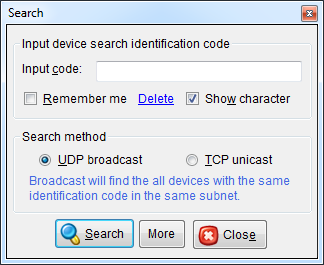 Search
Input device search identification code
Input code:
Remember me Delete Show character
Search method
UDP broadcast TCP unicast
Broadcast will find the all devices with the same
identification code in the same subnet.
Search More Close